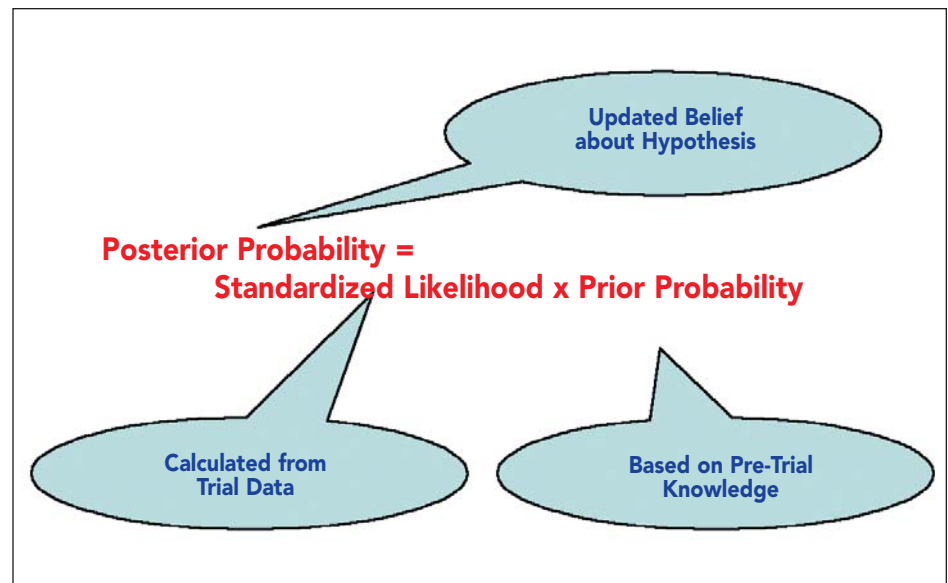 Updated Belief
about Hypothesis
Posterior Probability =
Standardized Likelihood x Prior Probability
Calculated from
Trial Data
Based on Pre-Trial
Knowledge